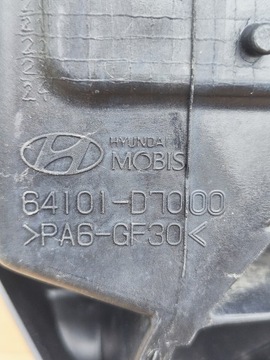 HYUNDAI
MOBIS
64101-D7000
>PA6-GF30<